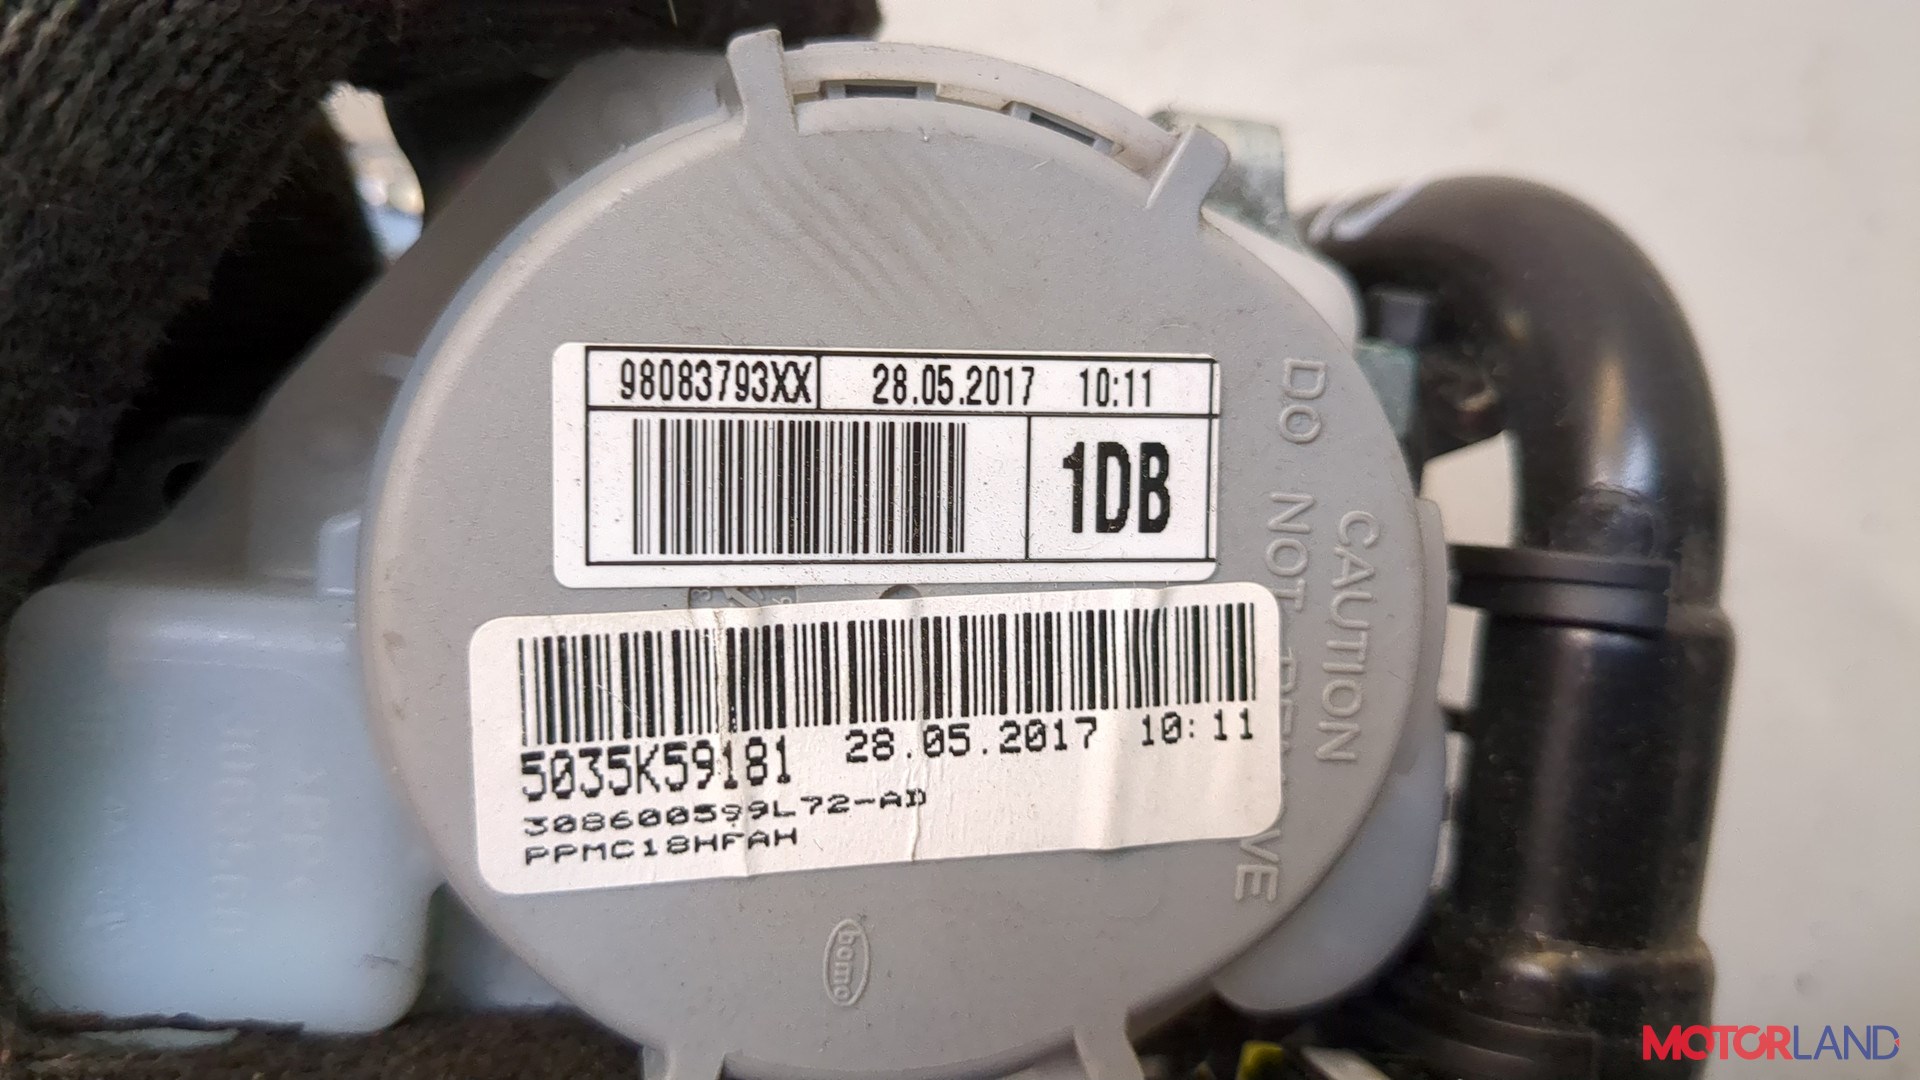 98083793XX 28.05.2017 10:11
1DB
5035K59181 28.05.2017 10:11
308600599L72-AD
PPMC18HFAH
CAUTION
DO NOT
bomo
MOTORLAND